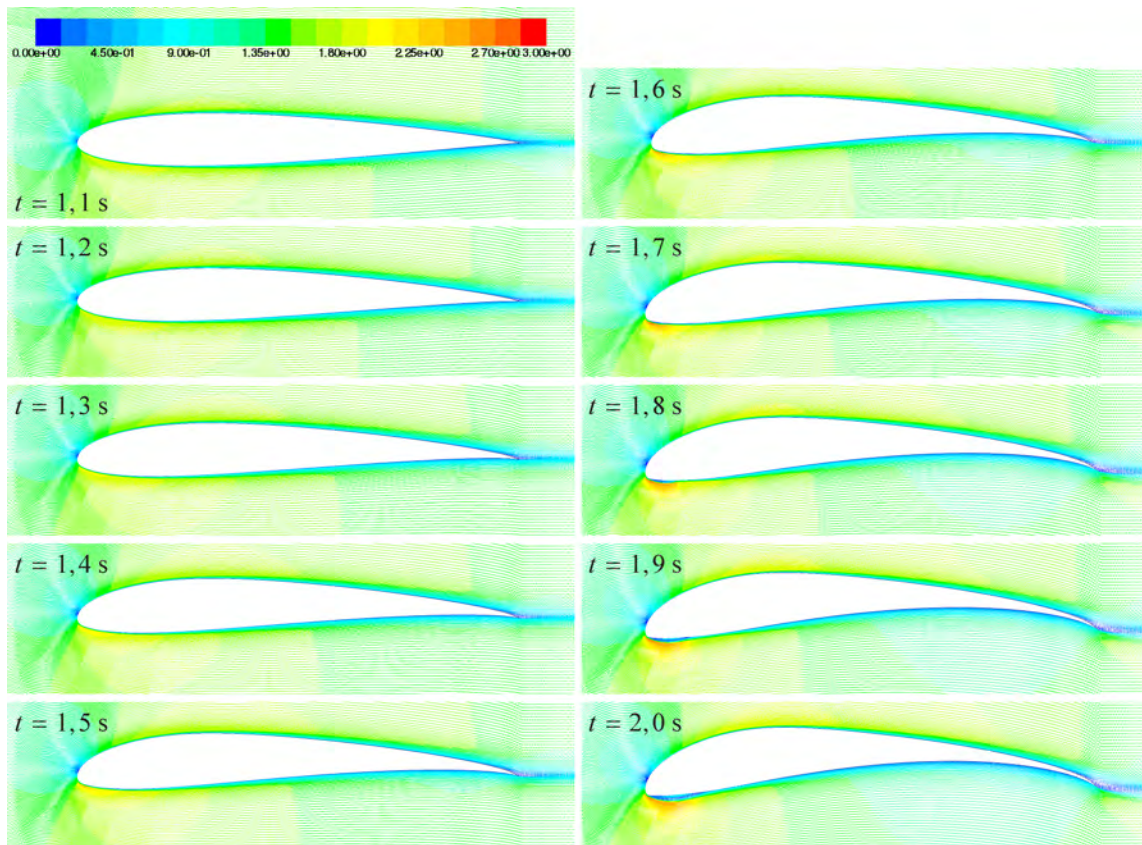 0.00e+00 4.50e-01 9.00e-01 1.35e+00 1.80e+00 2.25e+00 2.70e+00 3.00e+00
t = 1,1 s
t = 1,2 s
t = 1,3 s
t = 1,4 s
t = 1,5 s
t = 1,6 s
t = 1,7 s
t = 1,8 s
t = 1,9 s
t = 2,0 s